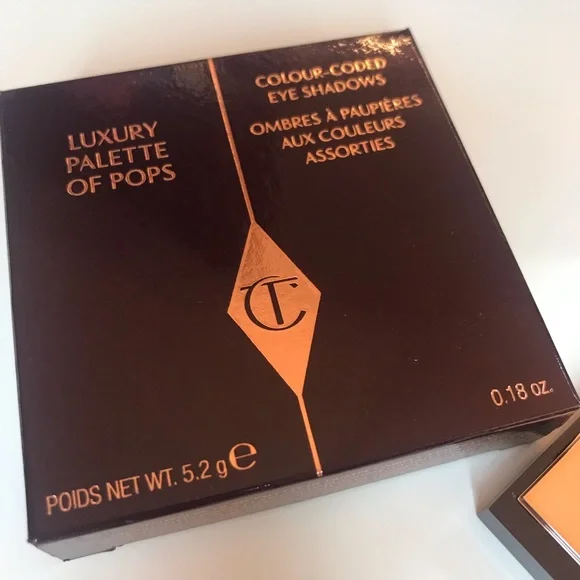 LUXURY
PALETTE
OF POPS
COLOUR-CODED
EYE SHADOWS
OMBRES À PAUPIÈRES
AUX COULEURS
ASSORTIES
CT
POIDS NET WT. 5.2 g ℮
0.18 oz.